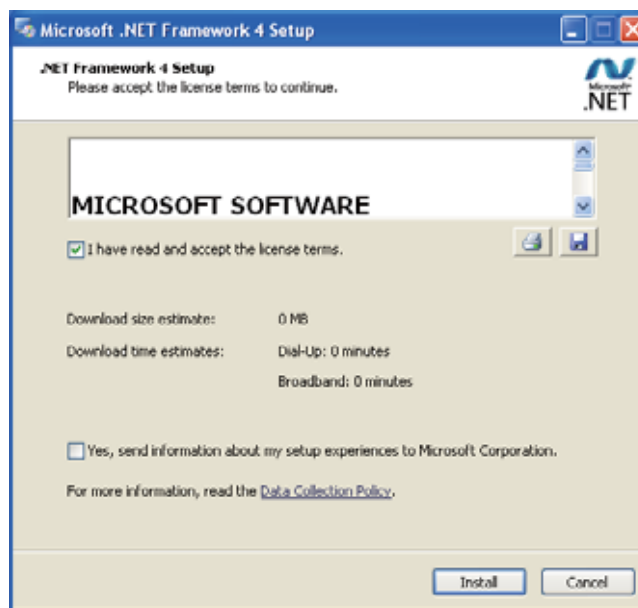 Microsoft .NET Framework 4 Setup
.NET Framework 4 Setup
Please accept the license terms to continue.
Microsoft
.NET
MICROSOFT SOFTWARE
I have read and accept the license terms.
Download size estimate: 0 MB
Download time estimates: Dial-Up: 0 minutes
Broadband: 0 minutes
Yes, send information about my setup experiences to Microsoft Corporation.
For more information, read the Data Collection Policy.
Install Cancel